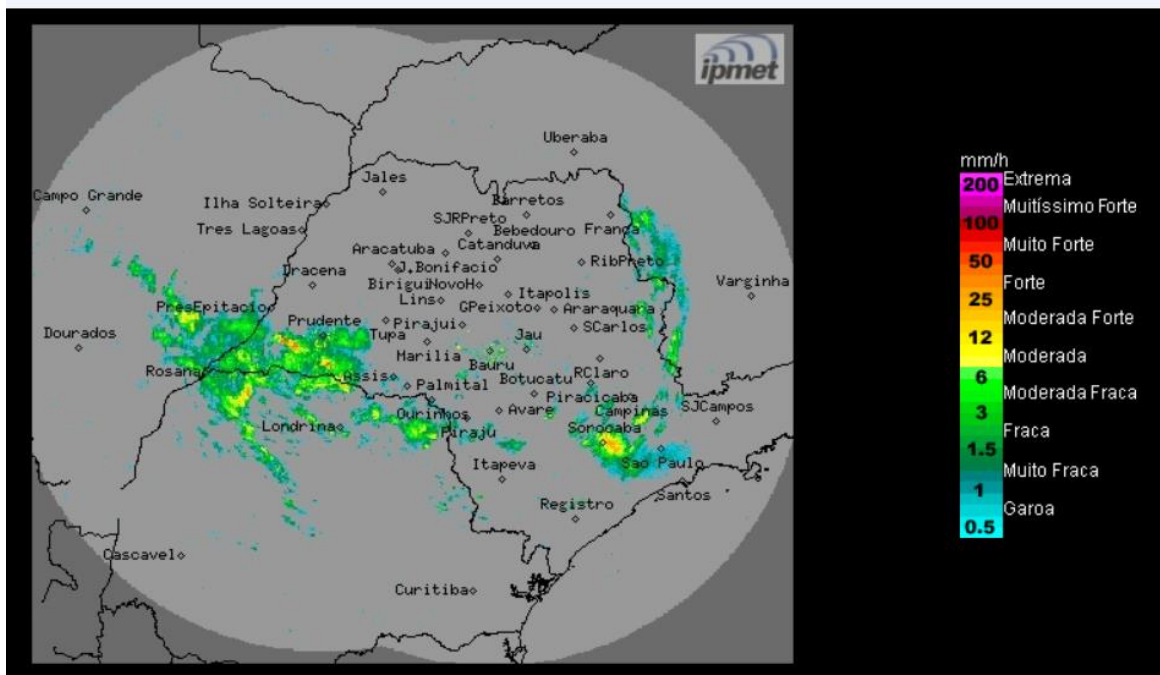 ipmet
Uberaba
Jales
Campo Grande
Ilha Solteira
Barretos
SJRPreto
Tres Lagoas
Bebedouro
Franca
Aracatuba
Catanduva
Dracena
J.Bonifacio
RibPreto
Varginha
Birigui
NovoH
Itapolis
Lins
PresEpitacio
GPeixoto
Araraquara
Prudente
Tupa
Pirajui
SCarlos
Dourados
Jau
Marilia
Bauru
Rosana
Assis
Botucatu
RClaro
Palmital
Piracicaba
Ourinhos
Avare
Campinas
SJCampos
Londrina
Piraju
Sorocaba
Itapeva
Sao Paulo
Santos
Registro
Cascavel
Curitiba
mm/h
200 Extrema
Muitíssimo Forte
100
Muito Forte
50
Forte
25
Moderada Forte
12
Moderada
6
Moderada Fraca
3
Fraca
1.5
Muito Fraca
1
Garoa
0.5